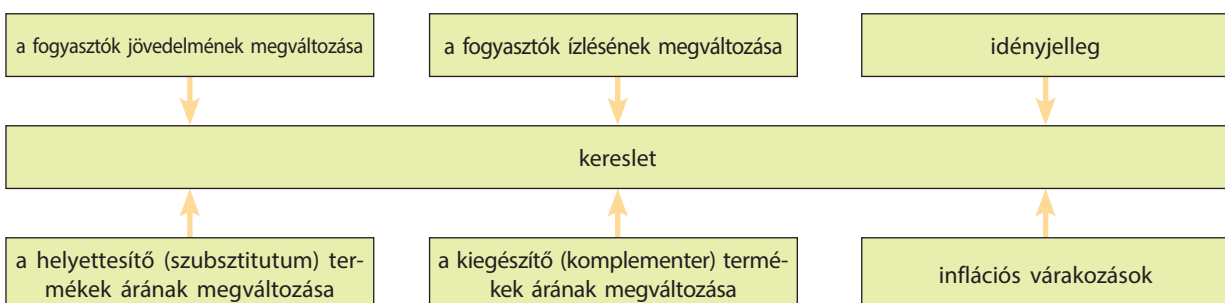 a fogyasztók jövedelmének megváltozása
a fogyasztók ízlésének megváltozása
idényjelleg
kereslet
a helyettesítő (szubsztitutum) ter-
mékek árának megváltozása
a kiegészítő (komplementer) termé-
kek árának megváltozása
inflációs várakozások